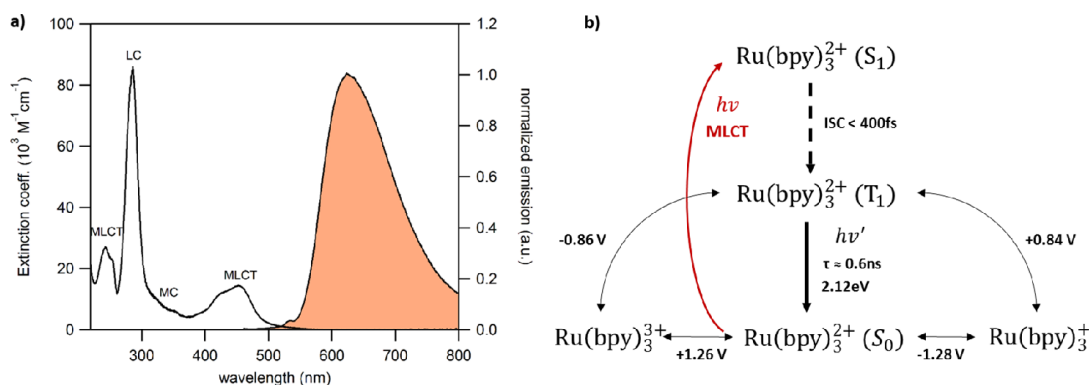 a)
100
80
60
40
20
0
Extinction coeff. (10³ M⁻¹ cm⁻¹)
LC
MLCT
MC
MLCT
1.2
1.0
0.8
0.6
0.4
0.2
0.0
normalized emission (a.u.)
300 400 500 600 700 800
wavelength (nm)
b)
Ru(bpy)₃²⁺ (S₁)
hν
MLCT
ISC < 400fs
Ru(bpy)₃²⁺ (T₁)
-0.86 V
hν'
τ ≈ 0.6ns
2.12eV
+0.84 V
Ru(bpy)₃³⁺
+1.26 V
Ru(bpy)₃²⁺ (S₀)
-1.28 V
Ru(bpy)₃⁺